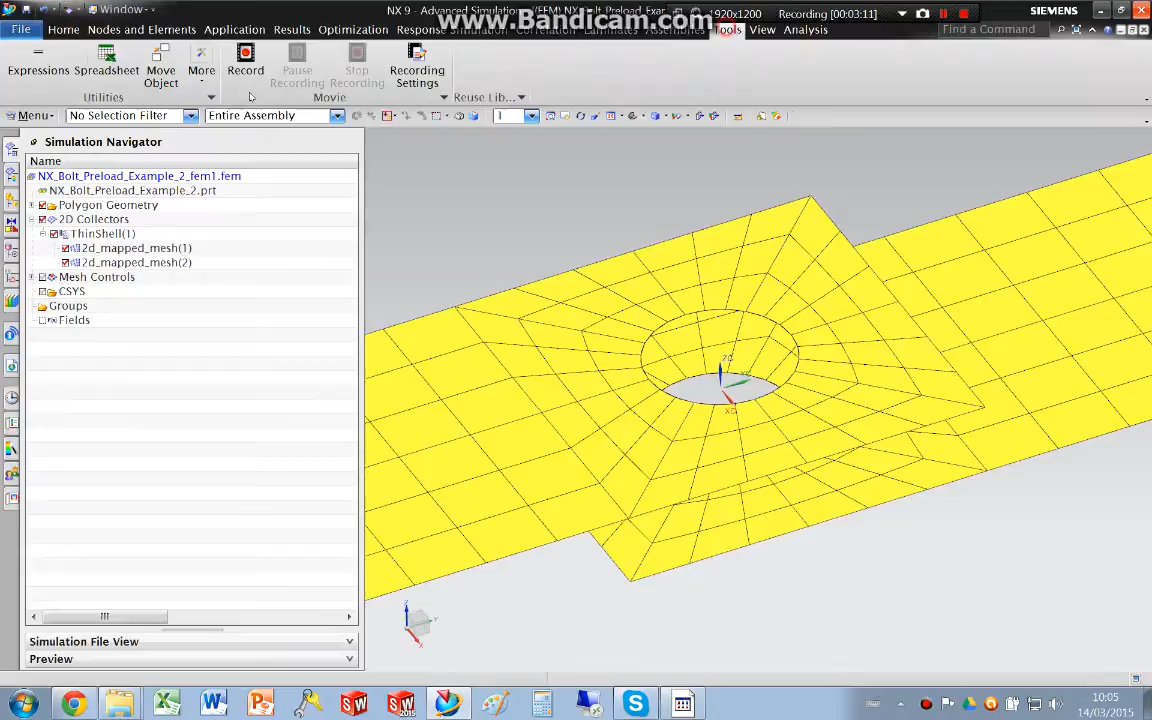 Window
NX 9 - Advanced Simulation
www.Bandicam.com
1920x1200
Recording [00:03:11]
SIEMENS
File Home Nodes and Elements Application Results Optimization Response Simulation Correlation Laminates Assemblies Tools View Analysis Find a Command
Expressions Spreadsheet Move Object More Record Pause Recording Stop Recording Recording Settings
Utilities Movie Reuse Lib...
Menu No Selection Filter Entire Assembly 1
Simulation Navigator
Name
NX_Bolt_Preload_Example_2_fem1.fem
NX_Bolt_Preload_Example_2.prt
Polygon Geometry
2D Collectors
ThinShell(1)
2d_mapped_mesh(1)
2d_mapped_mesh(2)
Mesh Controls
CSYS
Groups
Fields
ZC
XC
Z
Y
X
Simulation File View
Preview
10:05
14/03/2015